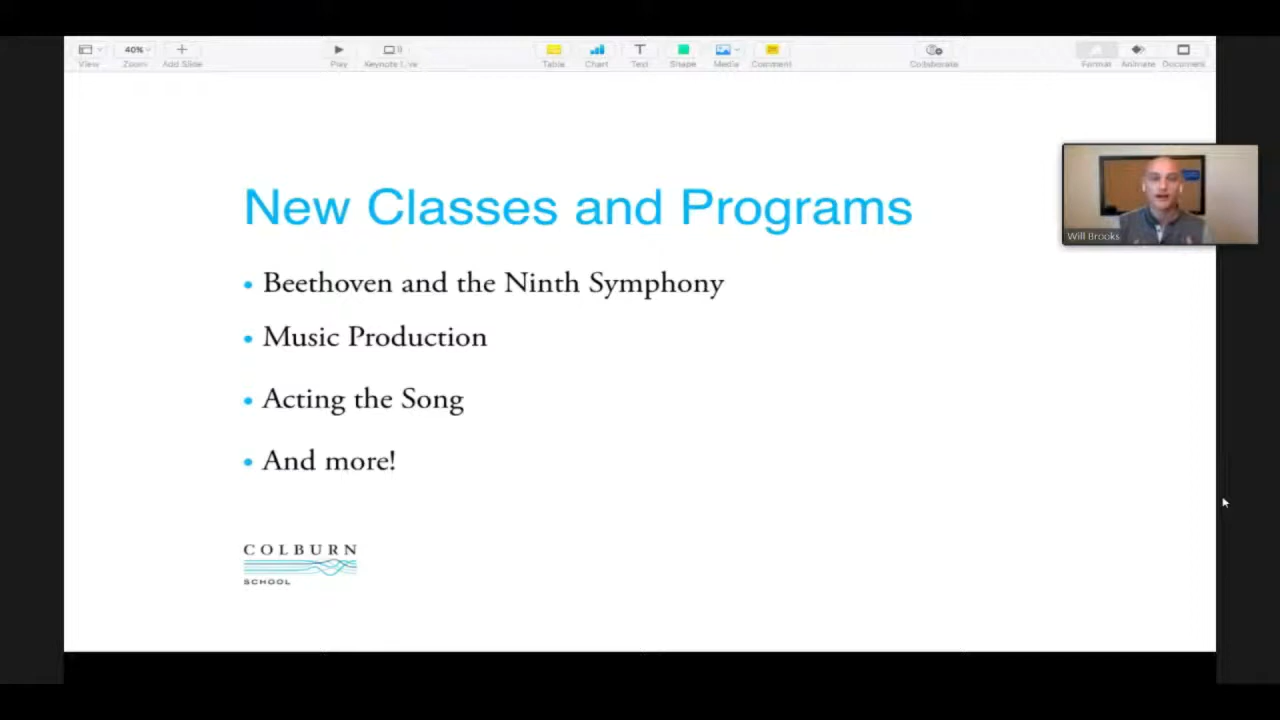 View
40%
Zoom
Add Slide
Play
Keynote Live
Table
Chart
Text
Shape
Media
Comment
Collaborate
Format
Animate
Document
New Classes and Programs
Will Brooks
• Beethoven and the Ninth Symphony
• Music Production
• Acting the Song
• And more!
COLBURN
SCHOOL